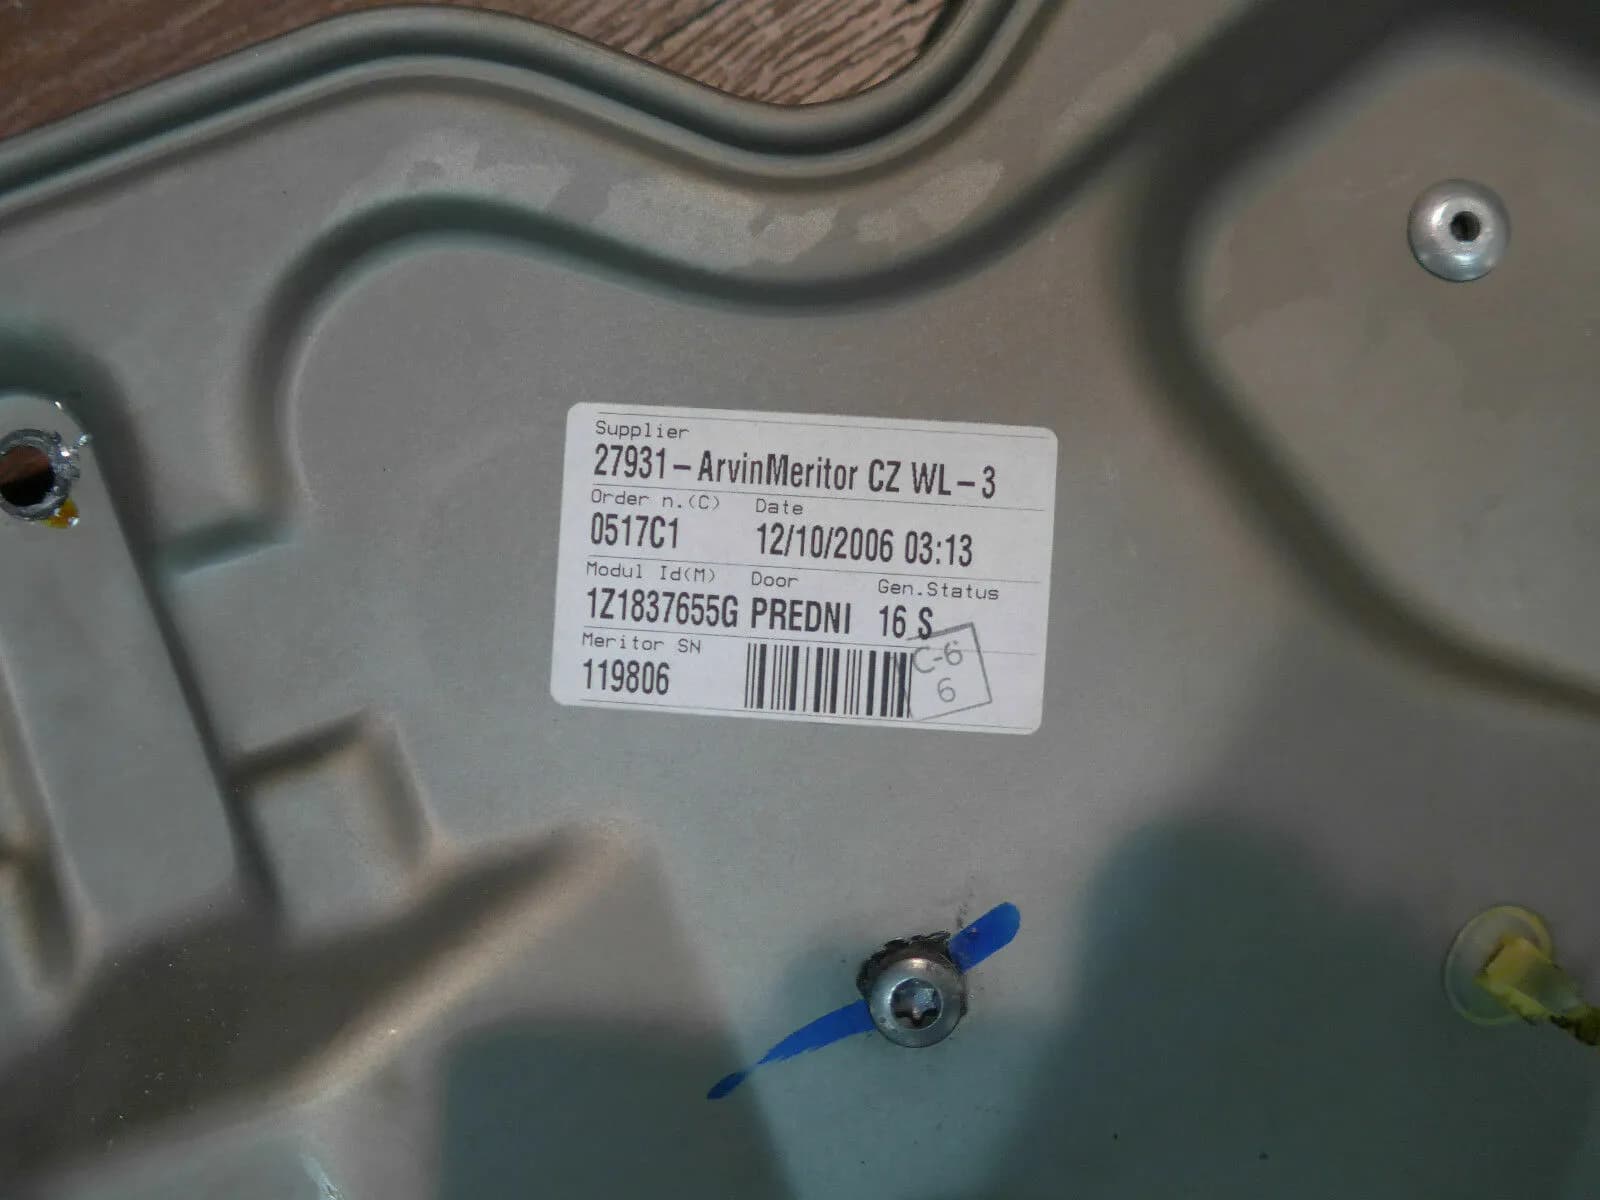 Supplier
27931-ArvinMeritor CZ WL-3
Order n.(C) Date
0517C1 12/10/2006 03:13
Modul Id(M) Door Gen.Status
1Z1837655G PREDNI 16 S
Meritor SN
119806
C-6
6